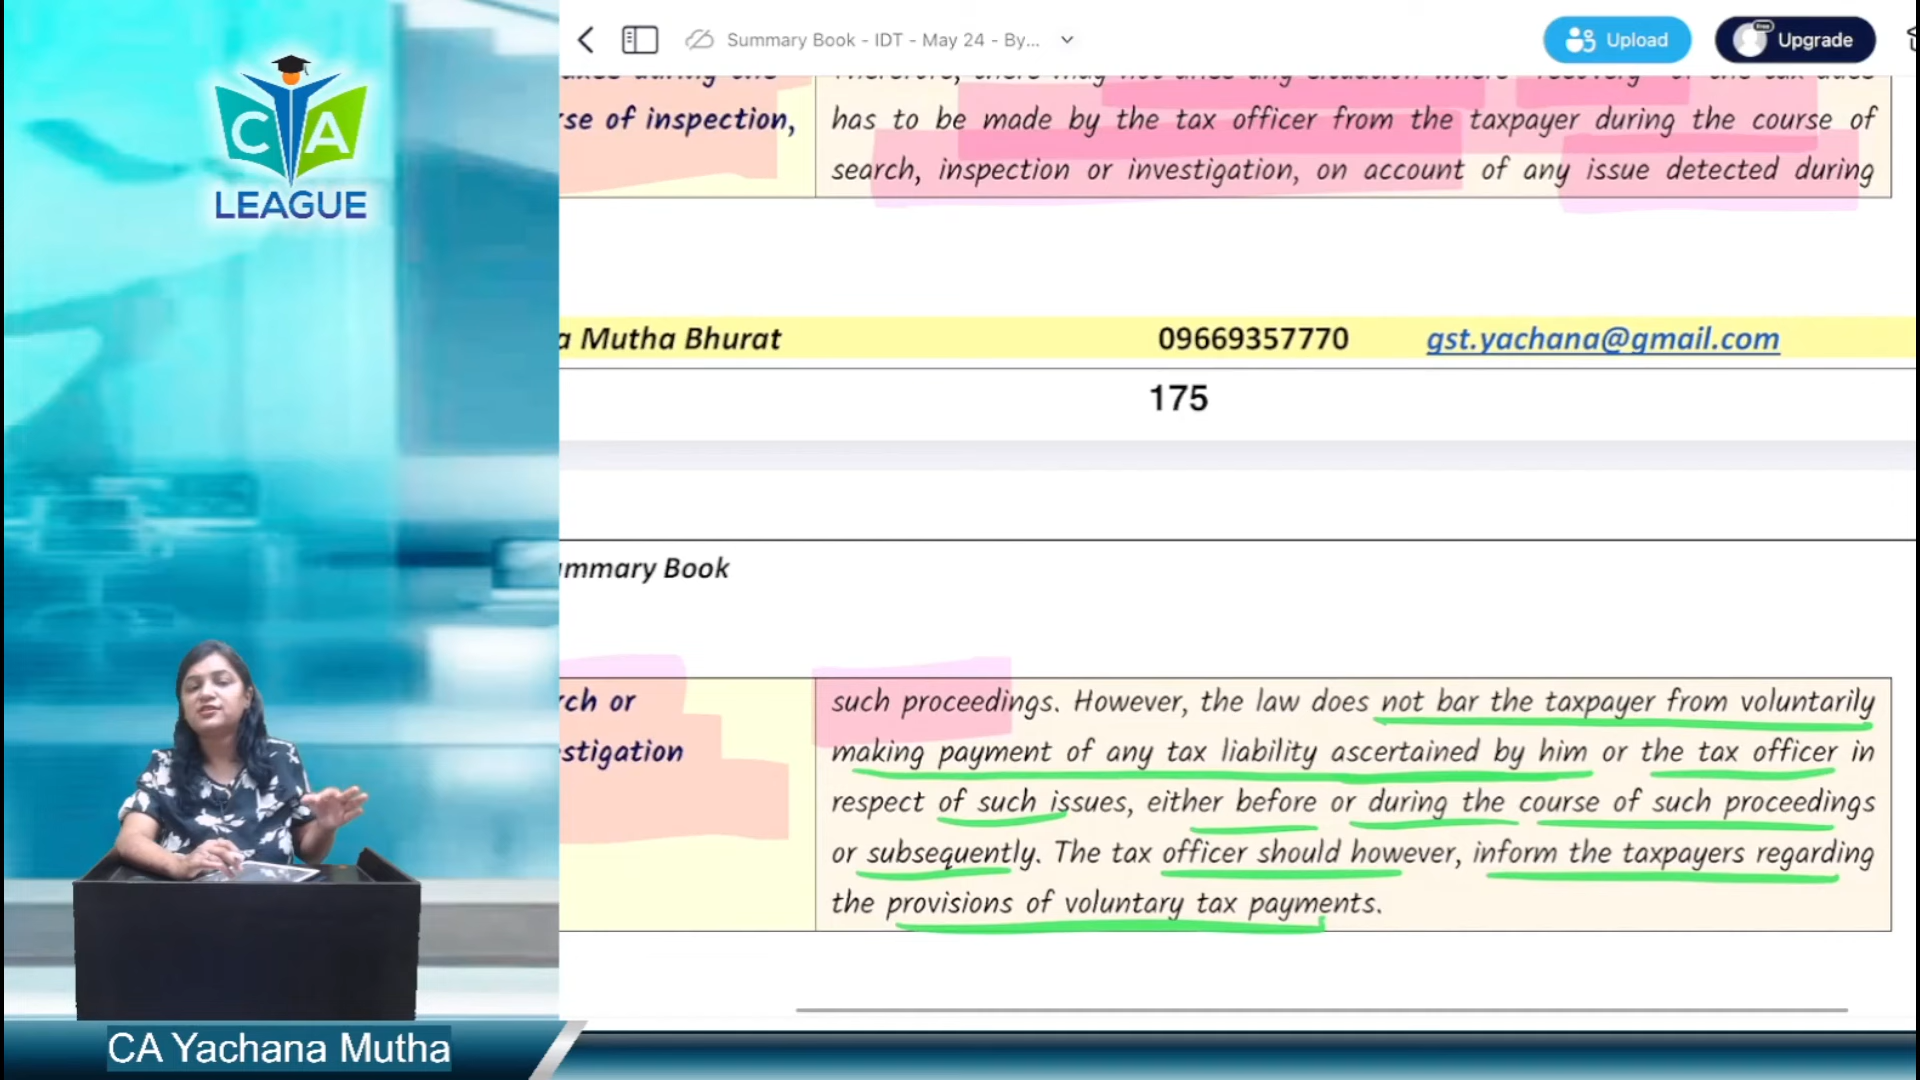 CA
LEAGUE
Summary Book - IDT - May 24 - By...
Upload
Free
Upgrade
has to be made by the tax officer from the taxpayer during the course of
search, inspection or investigation, on account of any issue detected during
se of inspection,
a Mutha Bhurat 09669357770 gst.yachana@gmail.com
175
ummary Book
rch or
stigation
such proceedings. However, the law does not bar the taxpayer from voluntarily
making payment of any tax liability ascertained by him or the tax officer in
respect of such issues, either before or during the course of such proceedings
or subsequently. The tax officer should however, inform the taxpayers regarding
the provisions of voluntary tax payments.
CA Yachana Mutha